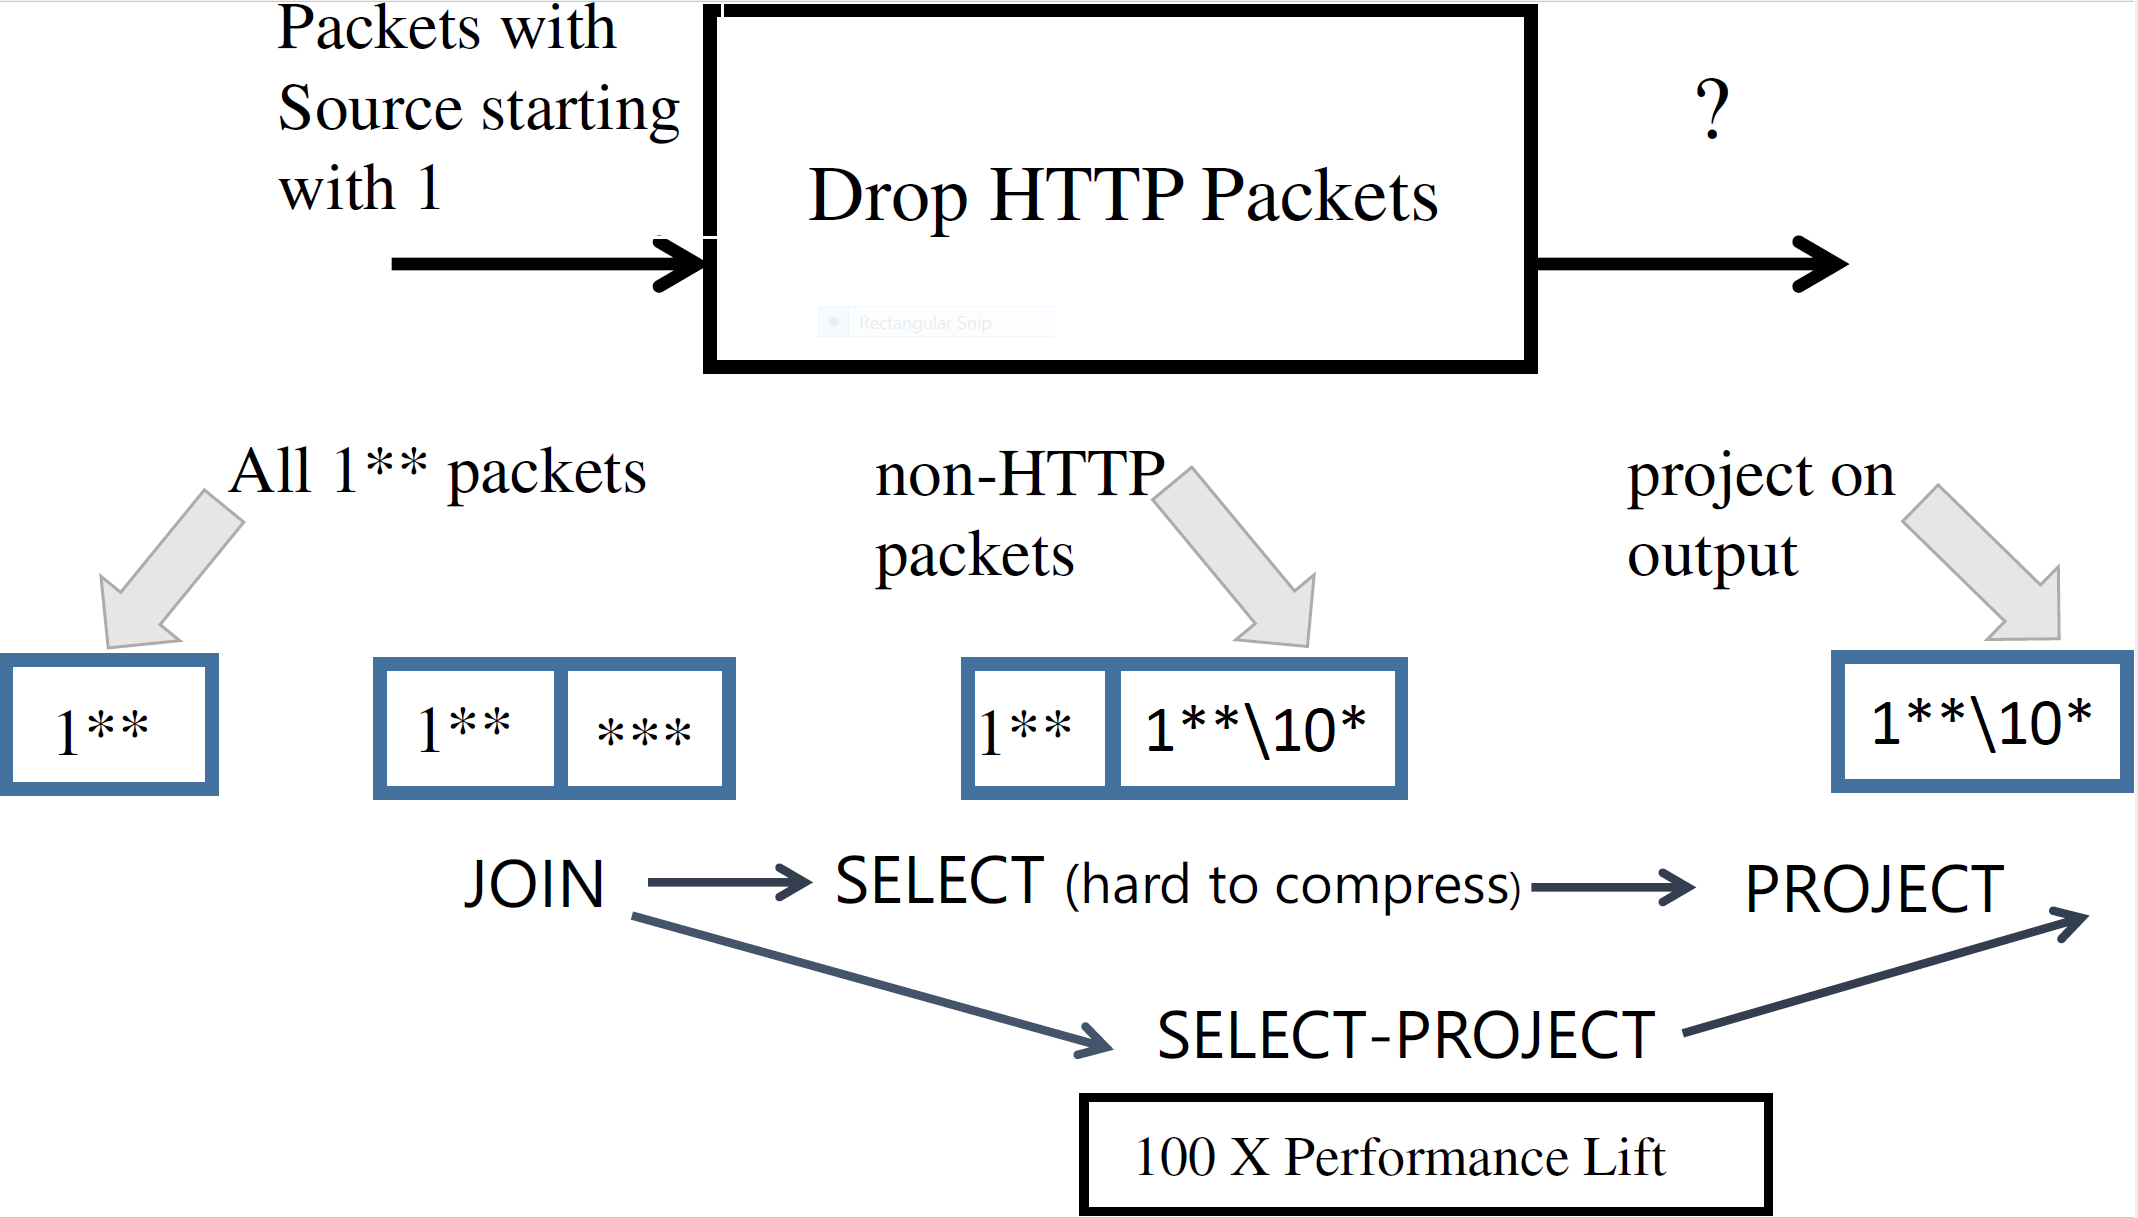 Packets with
Source starting
with 1
Drop HTTP Packets
?
Rectangular Snip
All 1** packets
non-HTTP
packets
project on
output
1**
1** ***
1** 1**\10*
1**\10*
JOIN SELECT (hard to compress) PROJECT
SELECT-PROJECT
100 X Performance Lift